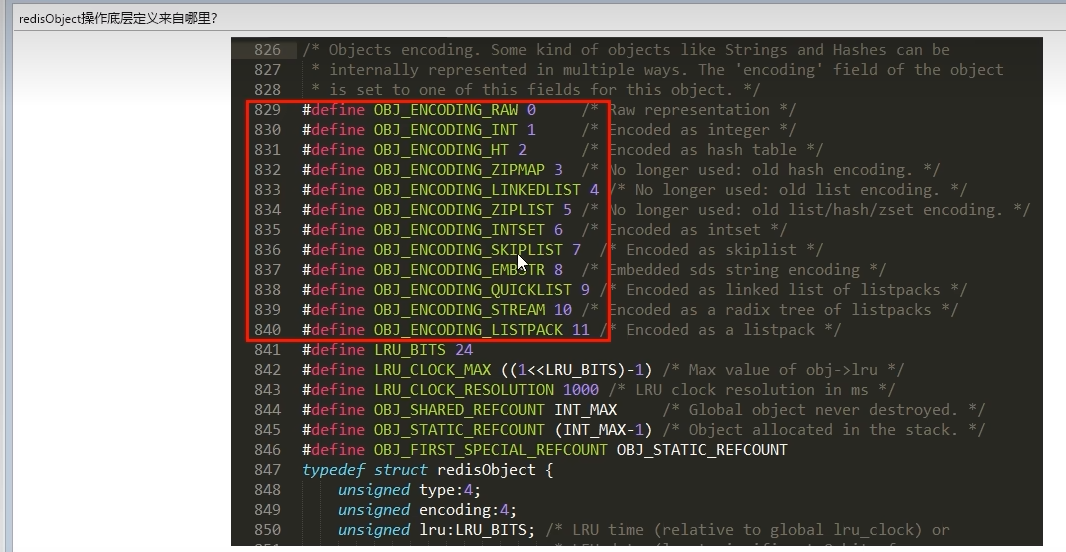 redisObject操作底层定义来自哪里?
826 /* Objects encoding. Some kind of objects like Strings and Hashes can be
827 * internally represented in multiple ways. The 'encoding' field of the object
828 * is set to one of this fields for this object. */
829 #define OBJ_ENCODING_RAW 0 /* Raw representation */
830 #define OBJ_ENCODING_INT 1 /* Encoded as integer */
831 #define OBJ_ENCODING_HT 2 /* Encoded as hash table */
832 #define OBJ_ENCODING_ZIPMAP 3 /* No longer used: old hash encoding. */
833 #define OBJ_ENCODING_LINKEDLIST 4 /* No longer used: old list encoding. */
834 #define OBJ_ENCODING_ZIPLIST 5 /* No longer used: old list/hash/zset encoding. */
835 #define OBJ_ENCODING_INTSET 6 /* Encoded as intset */
836 #define OBJ_ENCODING_SKIPLIST 7 /* Encoded as skiplist */
837 #define OBJ_ENCODING_EMBSTR 8 /* Embedded sds string encoding */
838 #define OBJ_ENCODING_QUICKLIST 9 /* Encoded as linked list of listpacks */
839 #define OBJ_ENCODING_STREAM 10 /* Encoded as a radix tree of listpacks */
840 #define OBJ_ENCODING_LISTPACK 11 /* Encoded as a listpack */
841 #define LRU_BITS 24
842 #define LRU_CLOCK_MAX ((1<<LRU_BITS)-1) /* Max value of obj->lru */
843 #define LRU_CLOCK_RESOLUTION 1000 /* LRU clock resolution in ms */
844 #define OBJ_SHARED_REFCOUNT INT_MAX /* Global object never destroyed. */
845 #define OBJ_STATIC_REFCOUNT (INT_MAX-1) /* Object allocated in the stack. */
846 #define OBJ_FIRST_SPECIAL_REFCOUNT OBJ_STATIC_REFCOUNT
847 typedef struct redisObject {
848 unsigned type:4;
849 unsigned encoding:4;
850 unsigned lru:LRU_BITS; /* LRU time (relative to global lru_clock) or